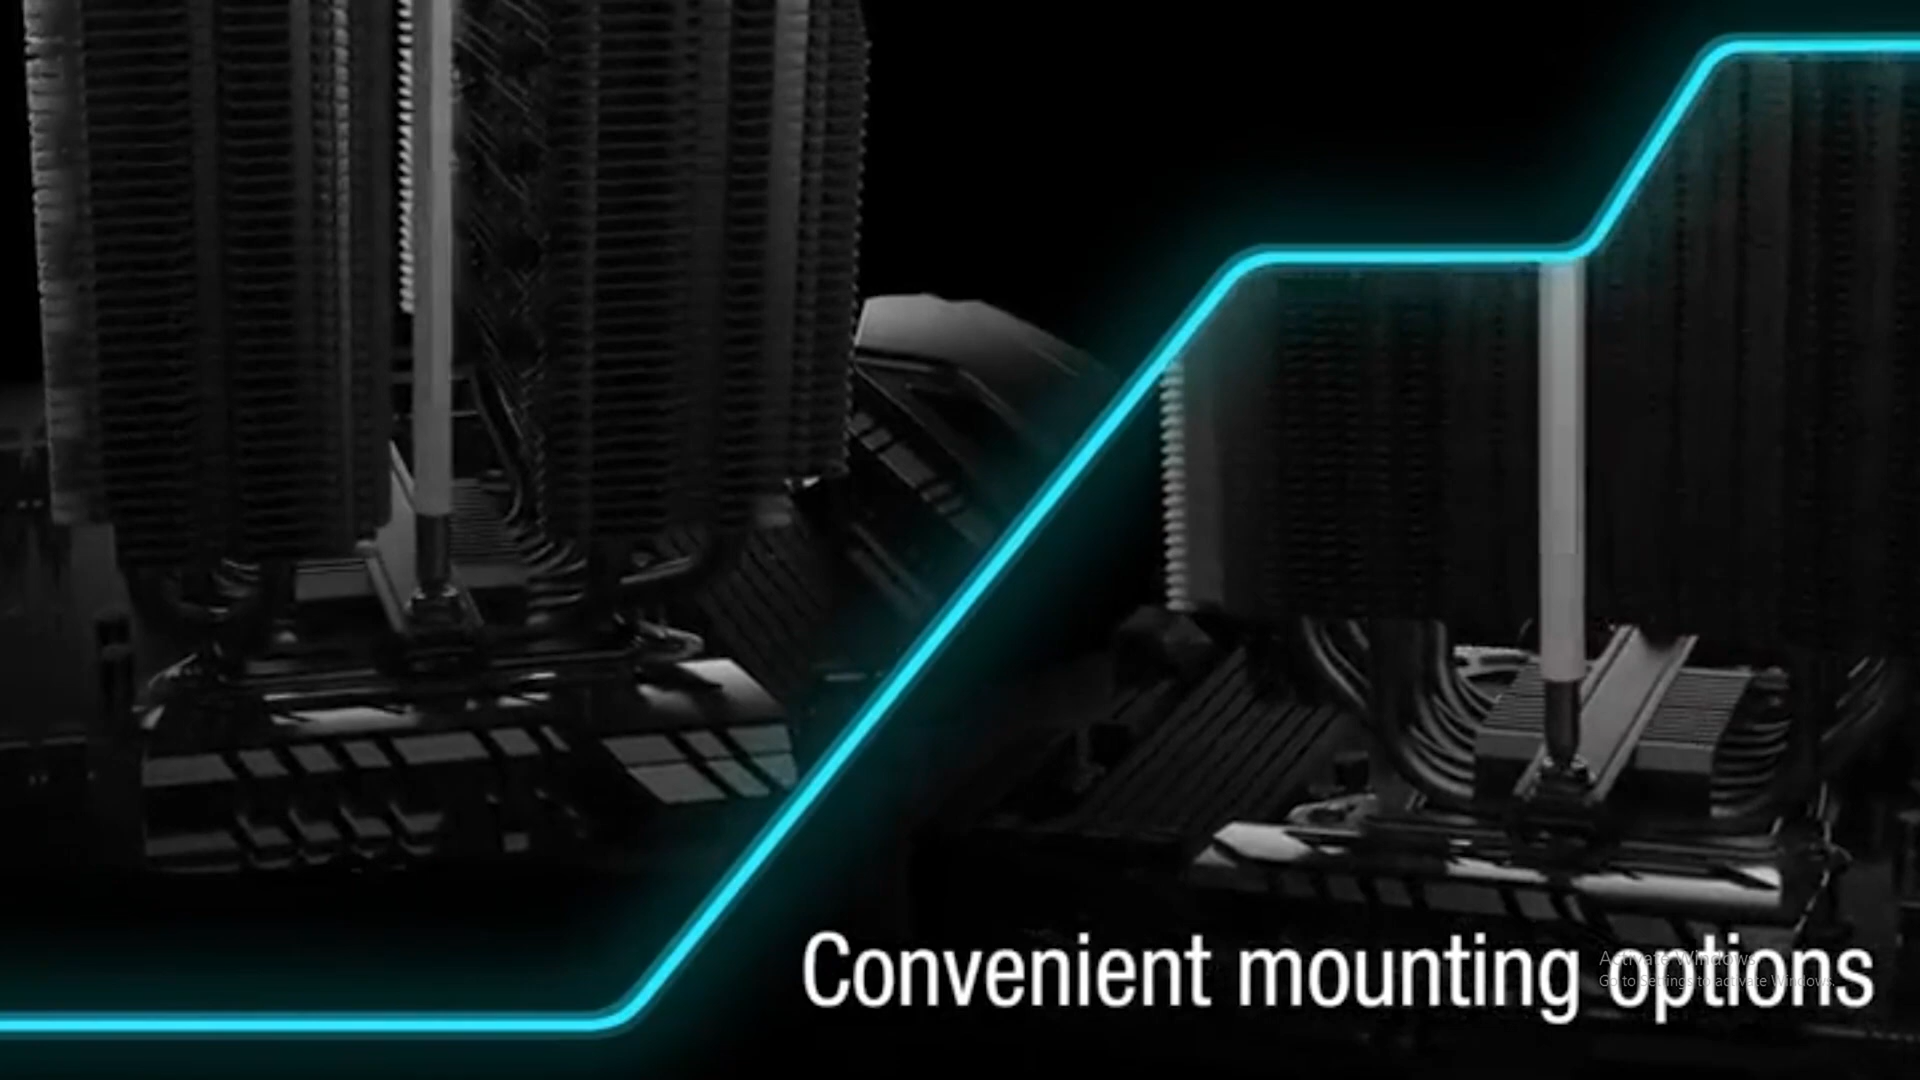 Convenient mounting options
Activate Windows
Go to Settings to activate Windows.